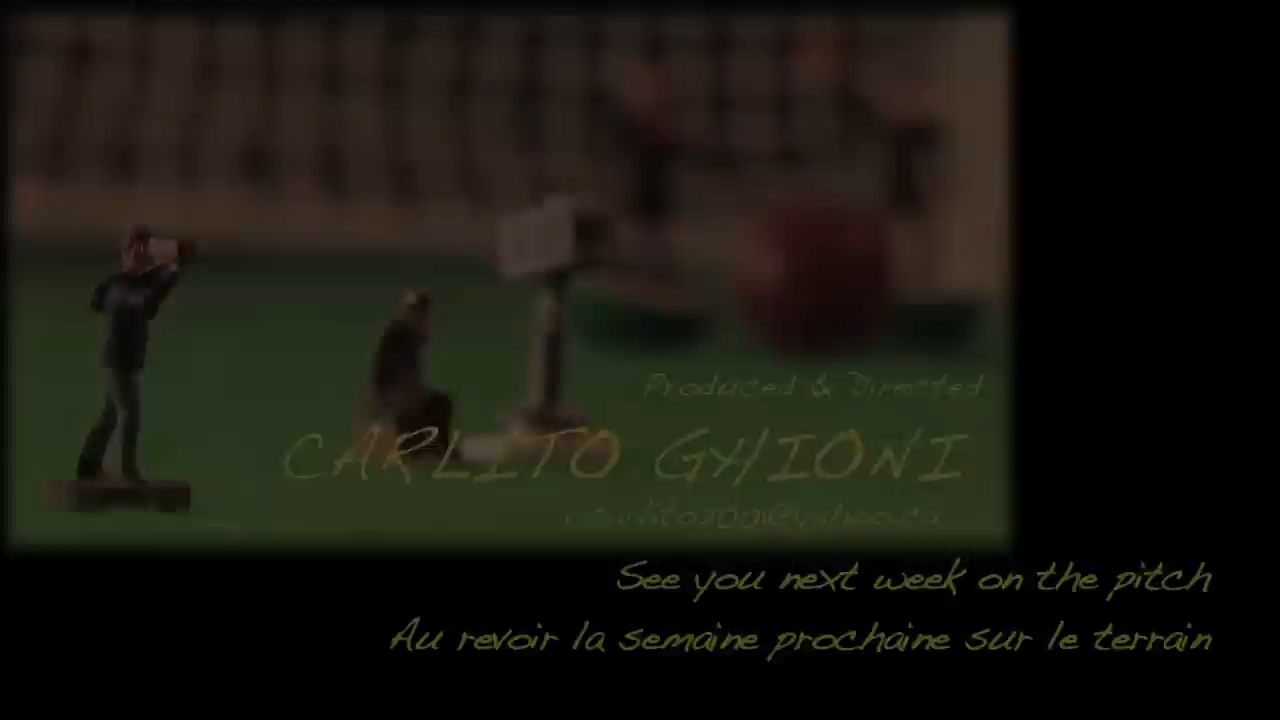 Produced & Directed
CARLITO GHIONI
See you next week on the pitch
Au revoir la semaine prochaine sur le terrain